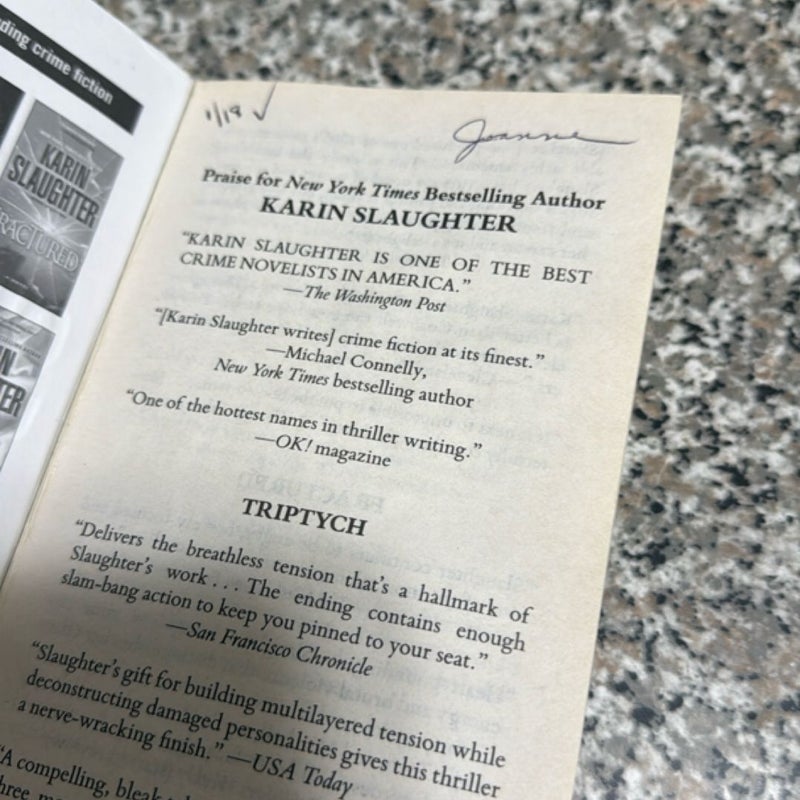 ding crime fiction
KARIN
SLAUGHTER
FRACTURED
IN
HTER
1/19 ✓
Joanne
Praise for New York Times Bestselling Author
KARIN SLAUGHTER
“KARIN SLAUGHTER IS ONE OF THE BEST
CRIME NOVELISTS IN AMERICA.”
—The Washington Post
“[Karin Slaughter writes] crime fiction at its finest.”
—Michael Connelly,
New York Times bestselling author
“One of the hottest names in thriller writing.”
—OK! magazine
TRIPTYCH
“Delivers the breathless tension that’s a hallmark of
Slaughter’s work . . . The ending contains enough
slam-bang action to keep you pinned to your seat.”
—San Francisco Chronicle
“Slaughter’s gift for building multilayered tension while
deconstructing damaged personalities gives this thriller
a nerve-wracking finish.” —USA Today
“A compelling, bleak
three